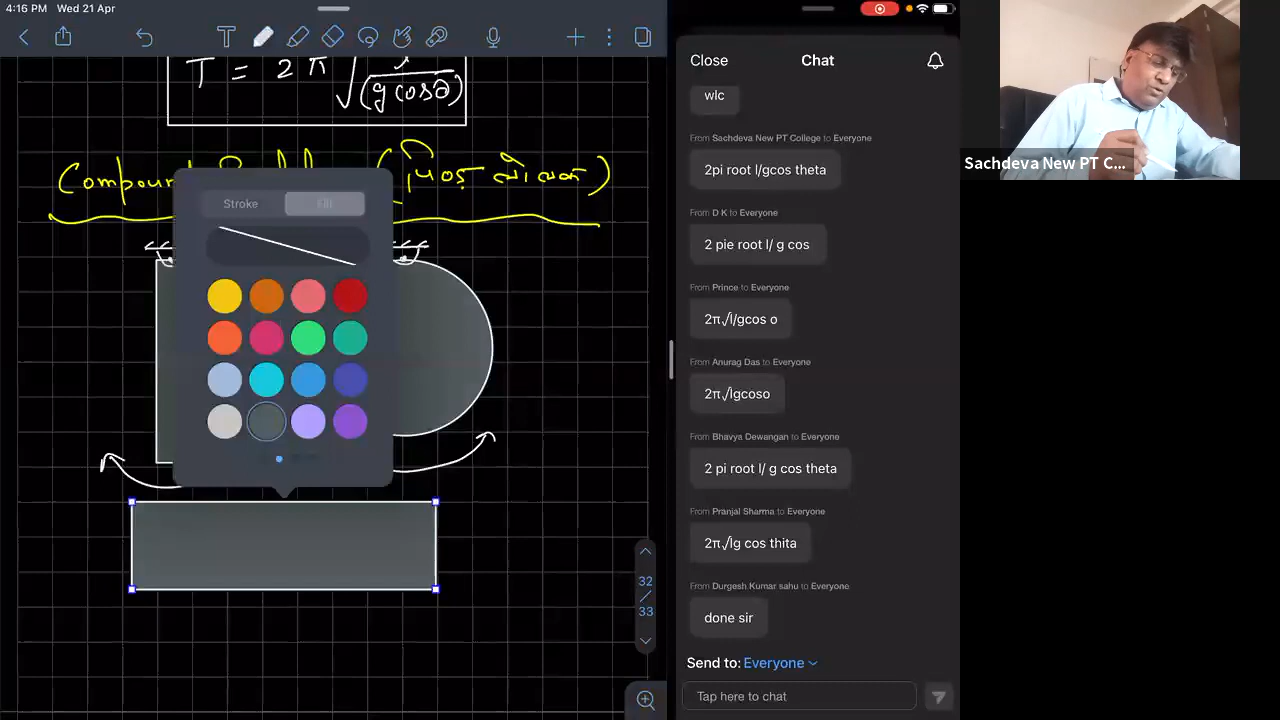 4:16 PM Wed 21 Apr
T = 2 π √ l/(g cosθ)
Compoun
Stroke Fill
32
33
Close Chat
wlc
From Sachdeva New PT College to Everyone
2pi root l/gcos theta
From D K to Everyone
2 pie root l/ g cos
From Prince to Everyone
2π,/l/gcos o
From Anurag Das to Everyone
2π,/lgcoso
From Bhavya Dewangan to Everyone
2 pi root l/ g cos theta
From Pranjal Sharma to Everyone
2π,/lg cos thita
From Durgesh Kumar sahu to Everyone
done sir
Send to: Everyone
Tap here to chat
Sachdeva New PT C...